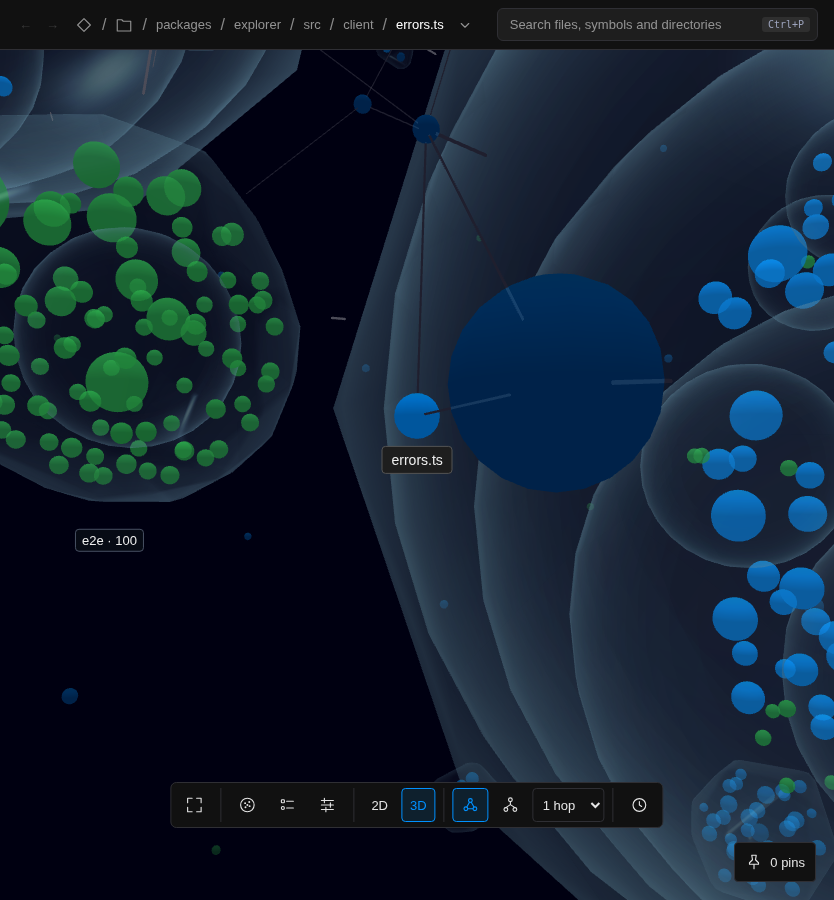 / / packages / explorer / src / client / errors.ts
Search files, symbols and directories Ctrl+P
errors.ts
e2e · 100
2D 3D 1 hop
0 pins